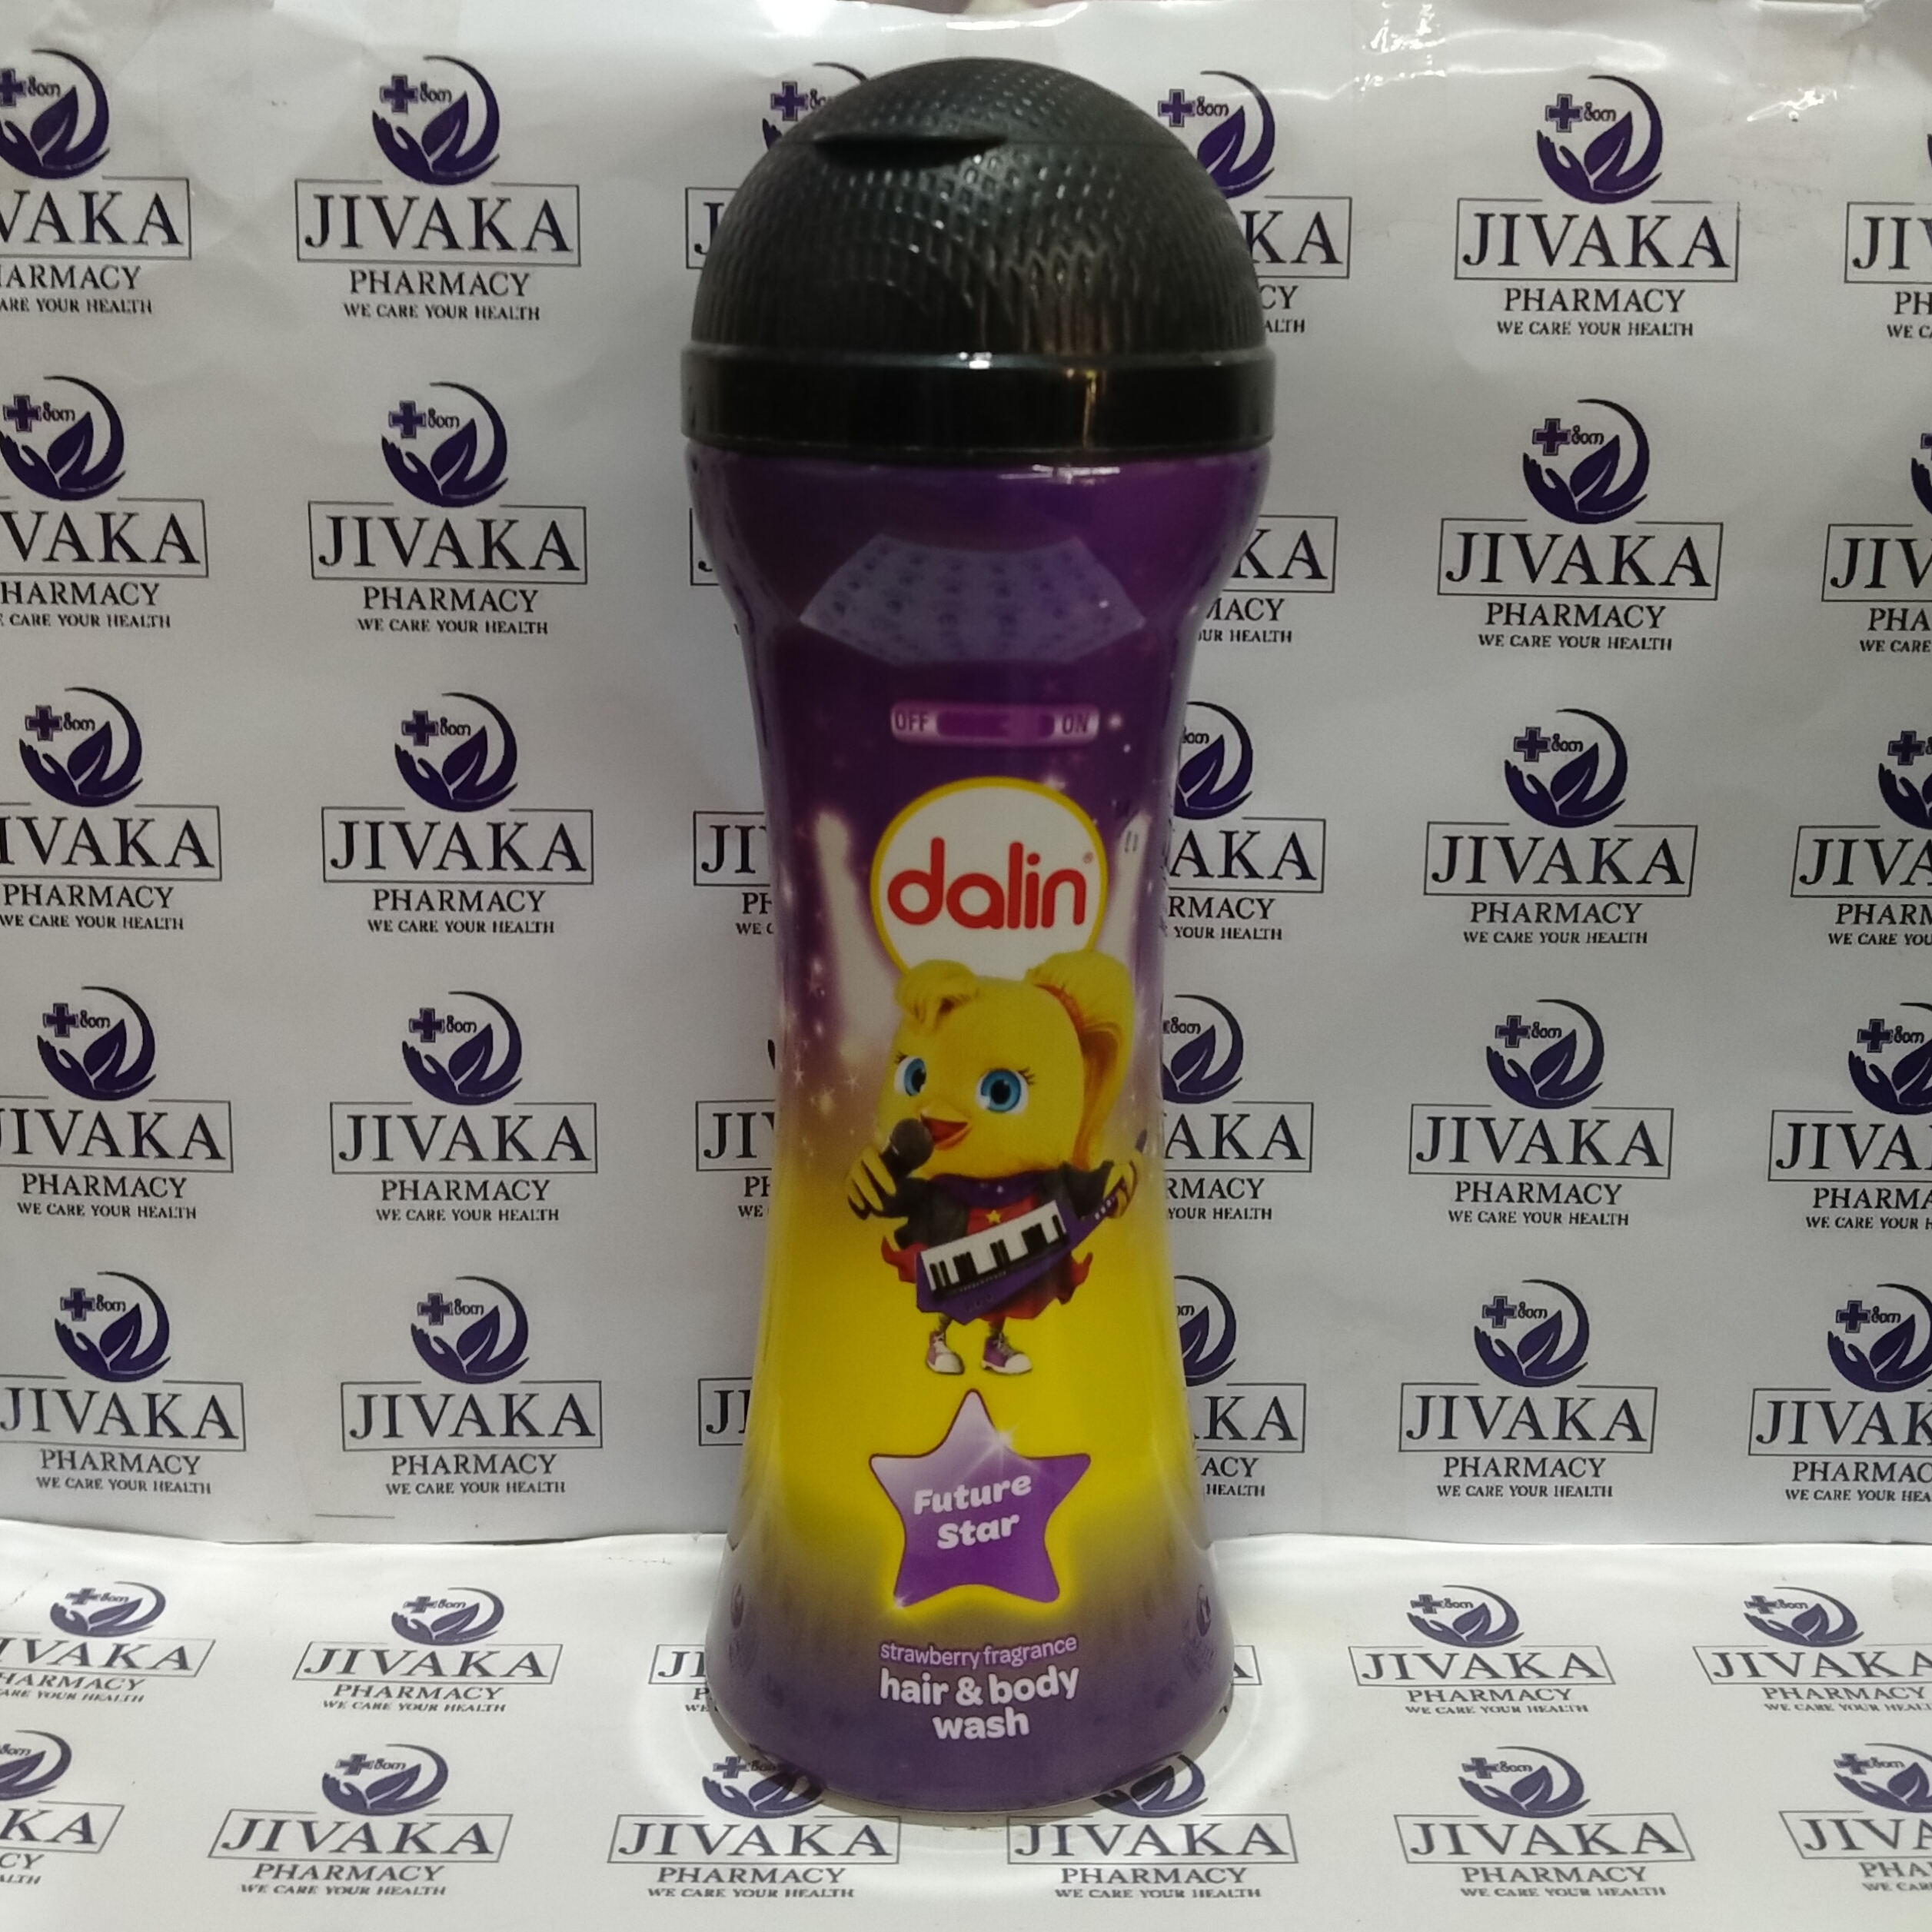 OFF ON
dalin
Future
Star
strawberry fragrance
hair & body
wash
JIVAKA
PHARMACY
WE CARE YOUR HEALTH